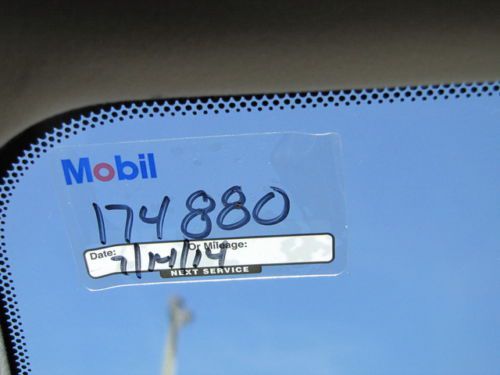 Mobil
174880
Date: Or Mileage:
7/14/14
NEXT SERVICE